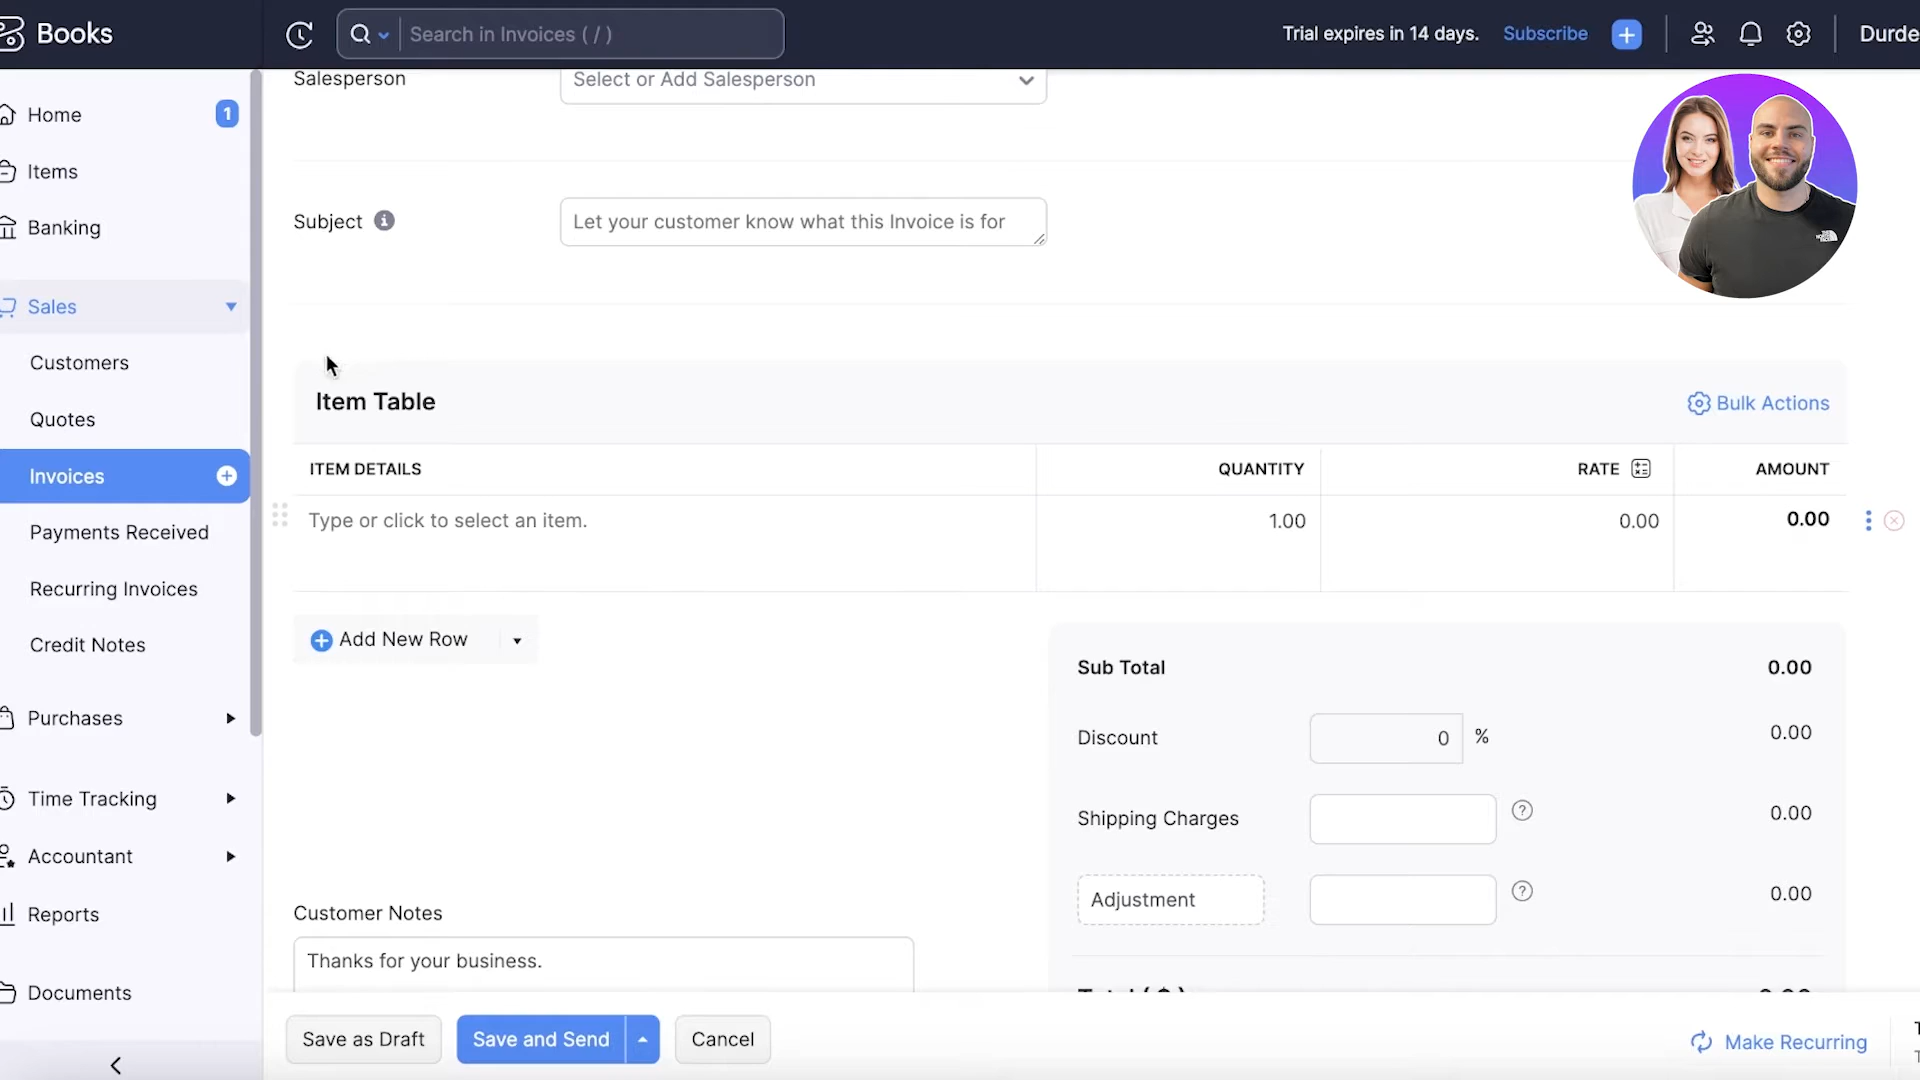 Books
Search in Invoices ( / )
Trial expires in 14 days.
Subscribe
Durde
Home
1
Items
Banking
Sales
Customers
Quotes
Invoices
Payments Received
Recurring Invoices
Credit Notes
Purchases
Time Tracking
Accountant
Reports
Documents
Salesperson
Select or Add Salesperson
Subject
Let your customer know what this Invoice is for
THE NORTH FACE
Item Table
Bulk Actions
ITEM DETAILS
QUANTITY
RATE
AMOUNT
Type or click to select an item.
1.00
0.00
0.00
Add New Row
Sub Total
0.00
Discount
0
%
0.00
Shipping Charges
0.00
Adjustment
0.00
Customer Notes
Thanks for your business.
Save as Draft
Save and Send
Cancel
Make Recurring